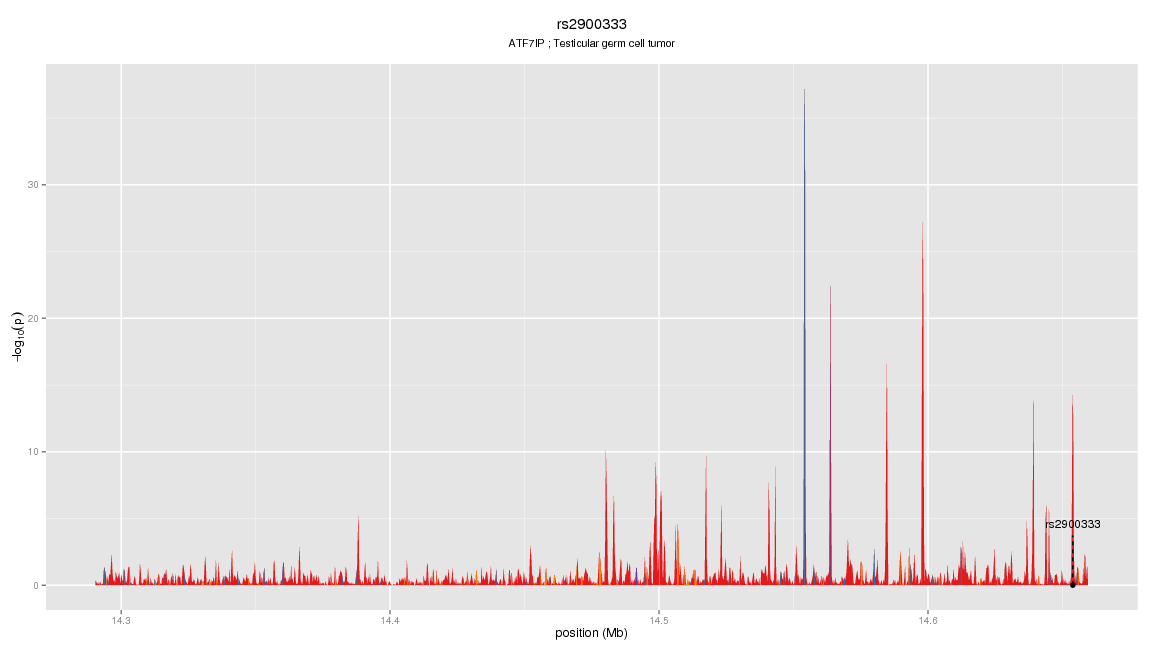 rs2900333
ATF7IP ; Testicular germ cell tumor
30
20
10
0
−log10(p)
rs2900333
14.3
14.4
14.5
14.6
position (Mb)